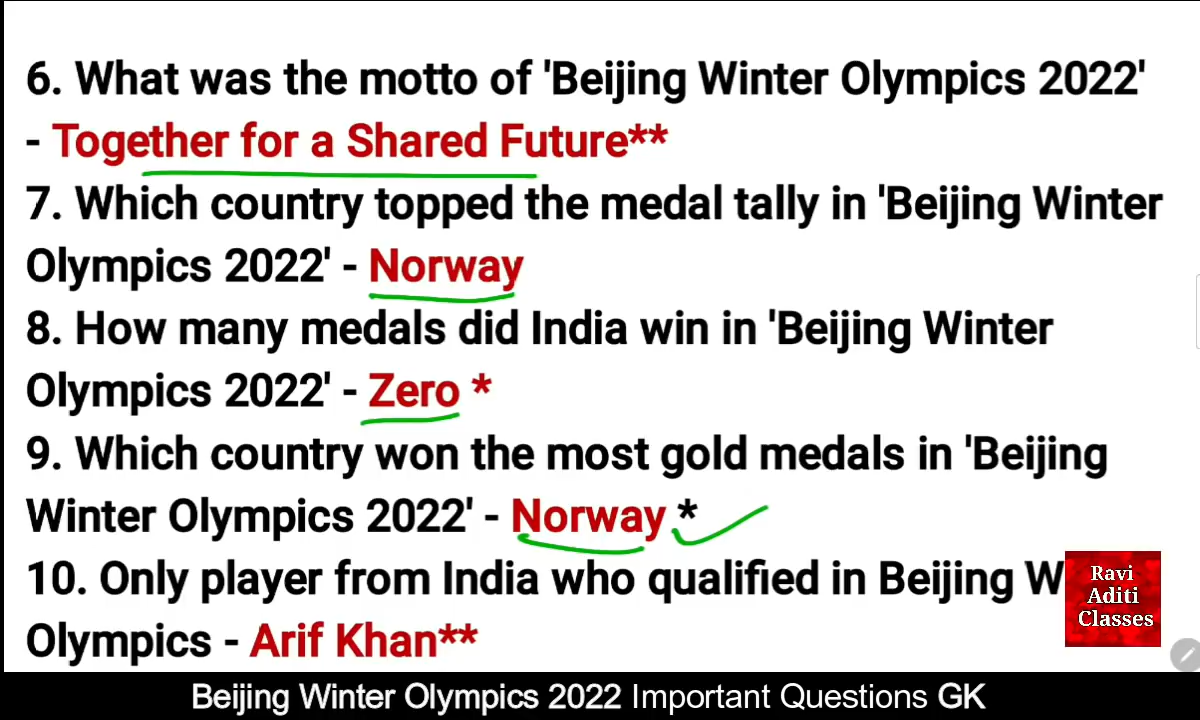 6. What was the motto of 'Beijing Winter Olympics 2022'
- Together for a Shared Future**
7. Which country topped the medal tally in 'Beijing Winter
Olympics 2022' - Norway
8. How many medals did India win in 'Beijing Winter
Olympics 2022' - Zero *
9. Which country won the most gold medals in 'Beijing
Winter Olympics 2022' - Norway *
10. Only player from India who qualified in Beijing W
Olympics - Arif Khan**
Ravi
Aditi
Classes
Beijing Winter Olympics 2022 Important Questions GK